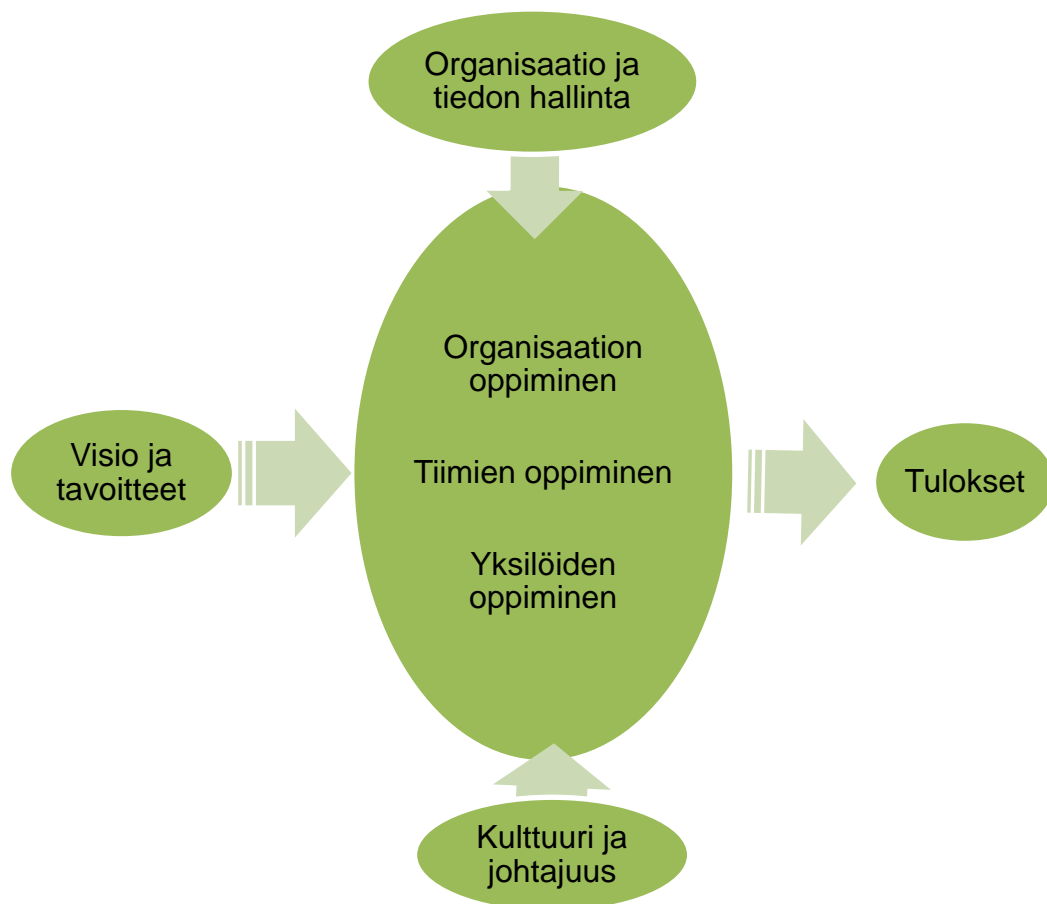 Organisaatio ja
tiedon hallinta
Organisaation
oppiminen
Visio ja
tavoitteet
Tiimien oppiminen
Tulokset
Yksilöiden
oppiminen
Kulttuuri ja
johtajuus